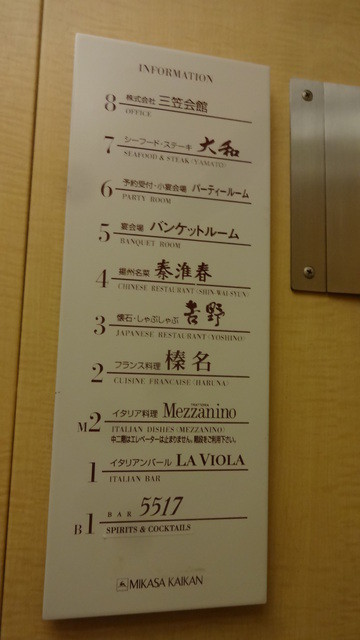 INFORMATION
8 株式会社 三笠会館
OFFICE
7 シーフード・ステーキ 大和
SEAFOOD & STEAK (YAMATO)
6 予約受付・小宴会場 パーティールーム
PARTY ROOM
5 宴会場 バンケットルーム
BANQUET ROOM
4 揚州名菜 秦淮春
CHINESE RESTAURANT (SHIN-WAI SYUN)
3 懐石・しゃぶしゃぶ 吉野
JAPANESE RESTAURANT (YOSHINO)
2 フランス料理 榛名
CUISINE FRANCAISE (HARUNA)
M2 イタリア料理 Mezzanino
ITALIAN DISHES (MEZZANINO)
中二階はエレベーターは止まりません。階段をご利用下さい。
1 イタリアンバール LA VIOLA
ITALIAN BAR
B1 BAR 5517
SPIRITS & COCKTAILS
MIKASA KAIKAN